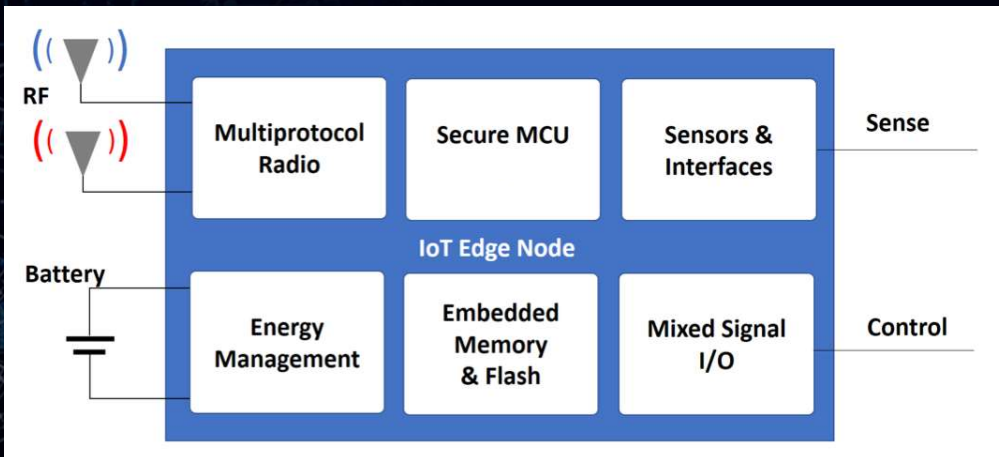 RF
Multiprotocol
Radio
Secure MCU
Sensors &
Interfaces
Sense
IoT Edge Node
Battery
Energy
Management
Embedded
Memory
& Flash
Mixed Signal
I/O
Control